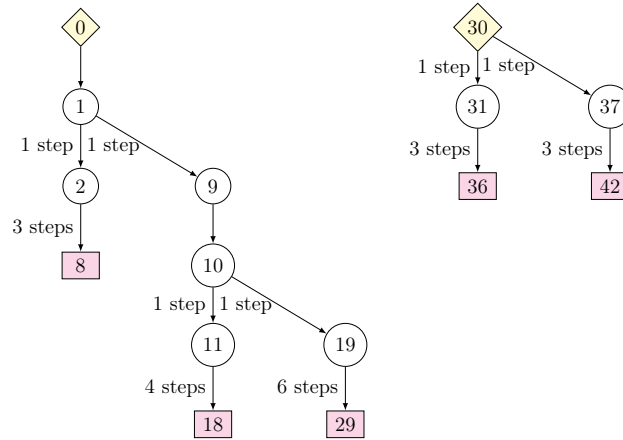 0
30
1 step 1 step
1
31
37
1 step 1 step
3 steps
3 steps
2
9
36
42
3 steps
8
10
1 step 1 step
11
19
4 steps
6 steps
18
29